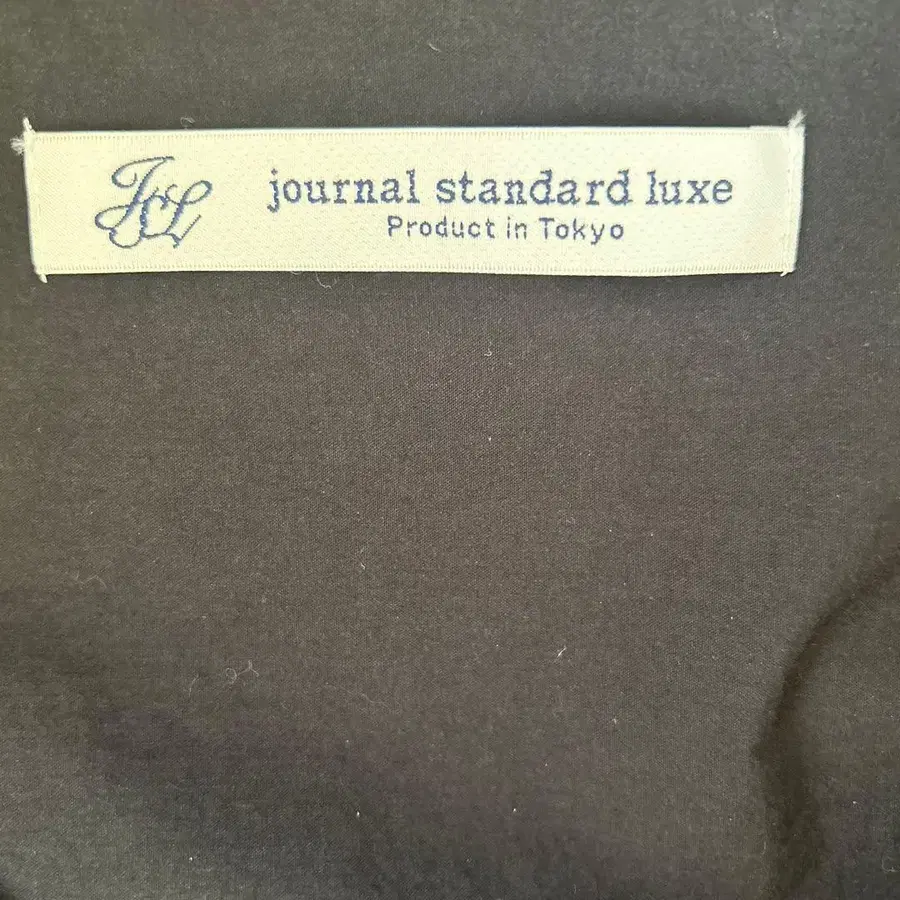 JSL
journal standard luxe
Product in Tokyo